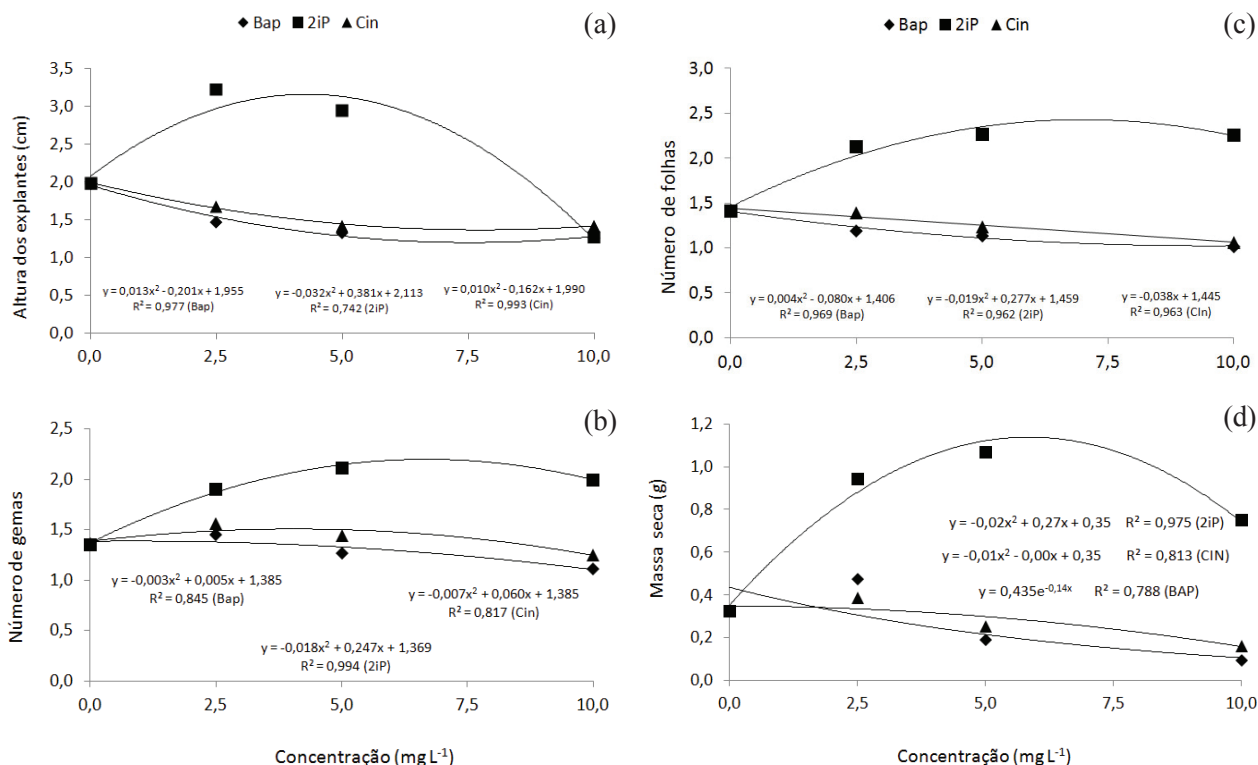 Bap 2iP Cin (a)
Altura dos explantes (cm)
3,5
3,0
2,5
2,0
1,5
1,0
0,5
0,0
y = 0,013x² - 0,201x + 1,955
R² = 0,977 (Bap)
y = -0,032x² + 0,381x + 2,113
R² = 0,742 (2iP)
y = 0,010x² - 0,162x + 1,990
R² = 0,993 (Cin)
0,0 2,5 5,0 7,5 10,0
Bap 2iP Cin (c)
Número de folhas
3,0
2,5
2,0
1,5
1,0
0,5
0,0
y = 0,004x² - 0,080x + 1,406
R² = 0,969 (Bap)
y = -0,019x² + 0,277x + 1,459
R² = 0,962 (2iP)
y = -0,038x + 1,445
R² = 0,963 (CIn)
0,0 2,5 5,0 7,5 10,0
(b)
Número de gemas
2,5
2,0
1,5
1,0
0,5
0,0
y = -0,003x² + 0,005x + 1,385
R² = 0,845 (Bap)
y = -0,007x² + 0,060x + 1,385
R² = 0,817 (Cin)
y = -0,018x² + 0,247x + 1,369
R² = 0,994 (2iP)
0,0 2,5 5,0 7,5 10,0
Concentração (mg L⁻¹)
(d)
Massa seca (g)
1,2
1,0
0,8
0,6
0,4
0,2
0,0
y = -0,02x² + 0,27x + 0,35 R² = 0,975 (2iP)
y = -0,01x² - 0,00x + 0,35 R² = 0,813 (CIN)
y = 0,435e⁻⁰,¹⁴ˣ R² = 0,788 (BAP)
0,0 2,5 5,0 7,5 10,0
Concentração (mg L⁻¹)